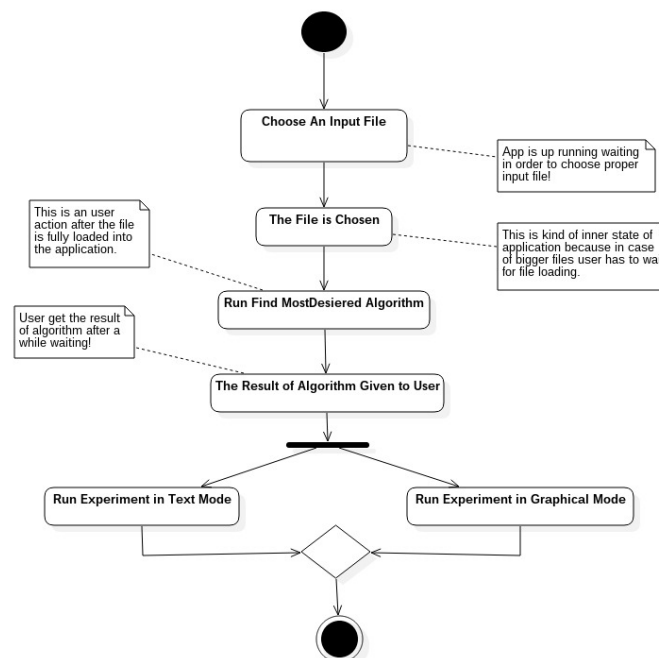 Choose An Input File
App is up running waiting
in order to choose proper
input file!
This is an user
action after the file
is fully loaded into
the application.
The File is Chosen
This is kind of inner state of
application because in case
of bigger files user has to
for file loading.
Run Find MostDesiered Algorithm
User get the result
of algorithm after a
while waiting!
The Result of Algorithm Given to User
Run Experiment in Text Mode
Run Experiment in Graphical Mode